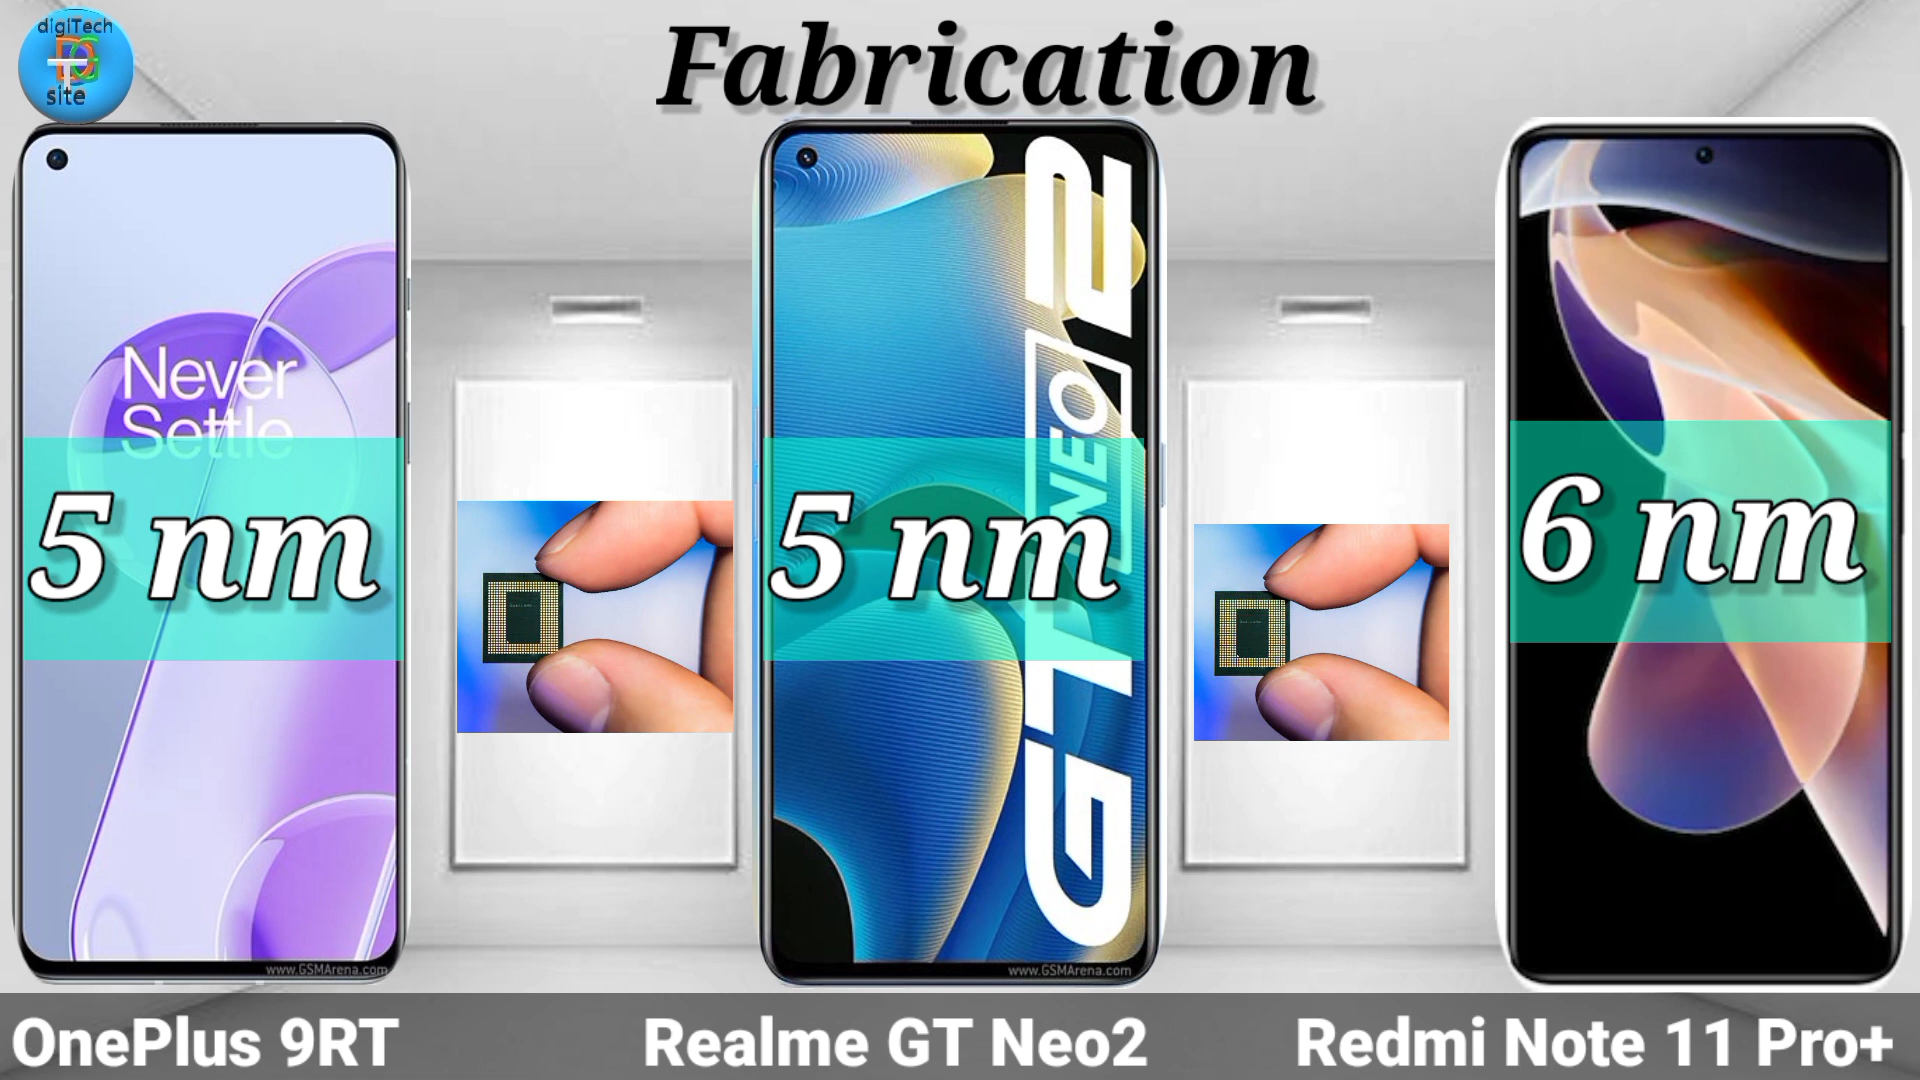 digiTech
site
Fabrication
Never
Settle
5 nm
5 nm
6 nm
GT NEO 2
www.GSMArena.com
www.GSMArena.com
OnePlus 9RT
Realme GT Neo2
Redmi Note 11 Pro+